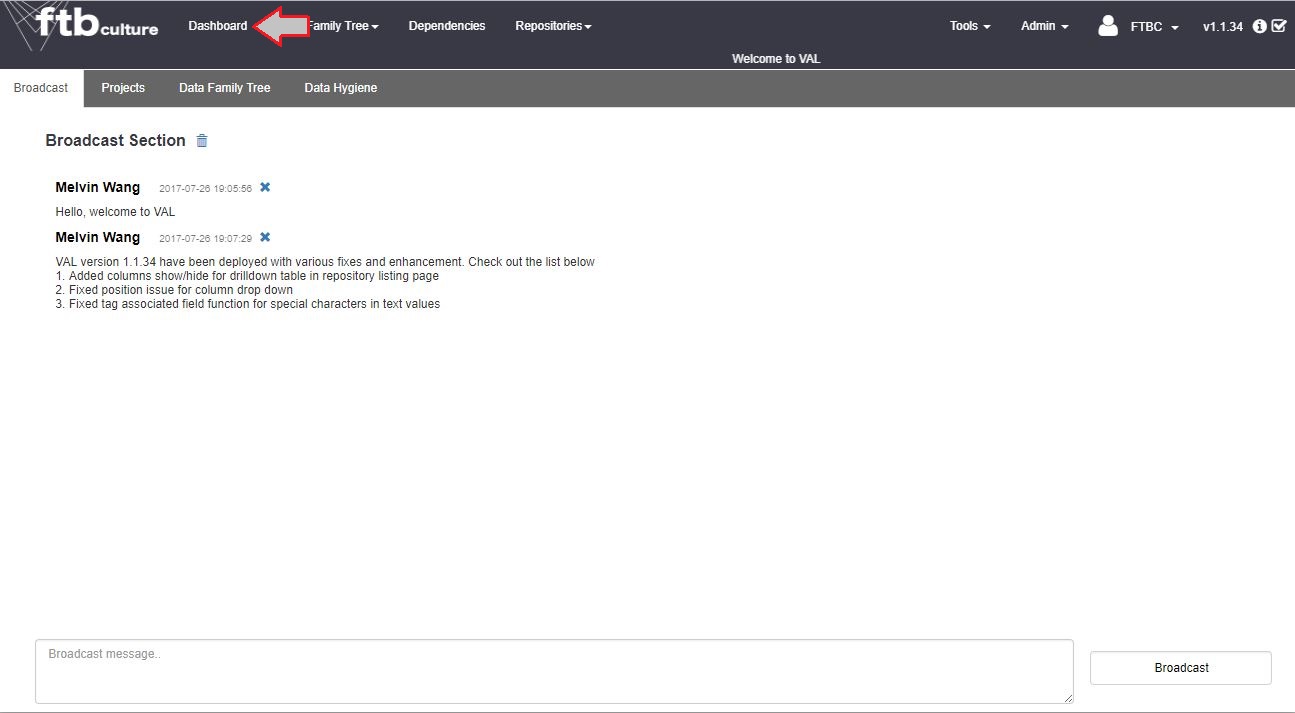 ftbculture Dashboard Family Tree Dependencies Repositories Tools Admin FTBC v1.1.34
Welcome to VAL
Broadcast Projects Data Family Tree Data Hygiene
Broadcast Section
Melvin Wang 2017-07-26 19:05:56
Hello, welcome to VAL
Melvin Wang 2017-07-26 19:07:29
VAL version 1.1.34 have been deployed with various fixes and enhancement. Check out the list below
1. Added columns show/hide for drilldown table in repository listing page
2. Fixed position issue for column drop down
3. Fixed tag associated field function for special characters in text values
Broadcast message..
Broadcast